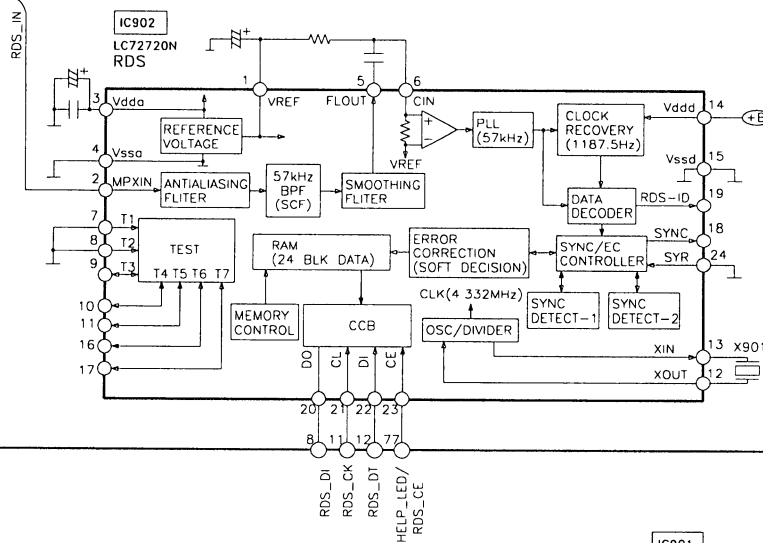 RDS_IN
IC902
LC72720N
RDS
+
+
1
VREF
5
FLOUT
6
CIN
3
Vdda
REFERENCE
VOLTAGE
4
Vssa
2
MPXIN
ANTIALIASING
FLITER
57kHz
BPF
(SCF)
SMOOTHING
FLITER
+
−
VREF
PLL
(57kHz)
CLOCK
RECOVERY
(1187.5Hz)
Vddd
14
+B
Vssd
15
DATA
DECODER
RDS-ID
19
7
T1
8
T2
9
T3
TEST
T4 T5 T6 T7
10
11
16
17
RAM
(24 BLK DATA)
ERROR
CORRECTION
(SOFT DECISION)
SYNC/EC
CONTROLLER
SYNC
18
SYR
24
MEMORY
CONTROL
CCB
CLK(4 332MHz)
OSC/DIVIDER
SYNC
DETECT-1
SYNC
DETECT-2
XIN
13
X901
XOUT
12
DO
CL
DI
CE
20
21
22
23
8
11
12
77
RDS_DI
RDS_CK
RDS_DT
HELP_LED/
RDS_CE
IC901